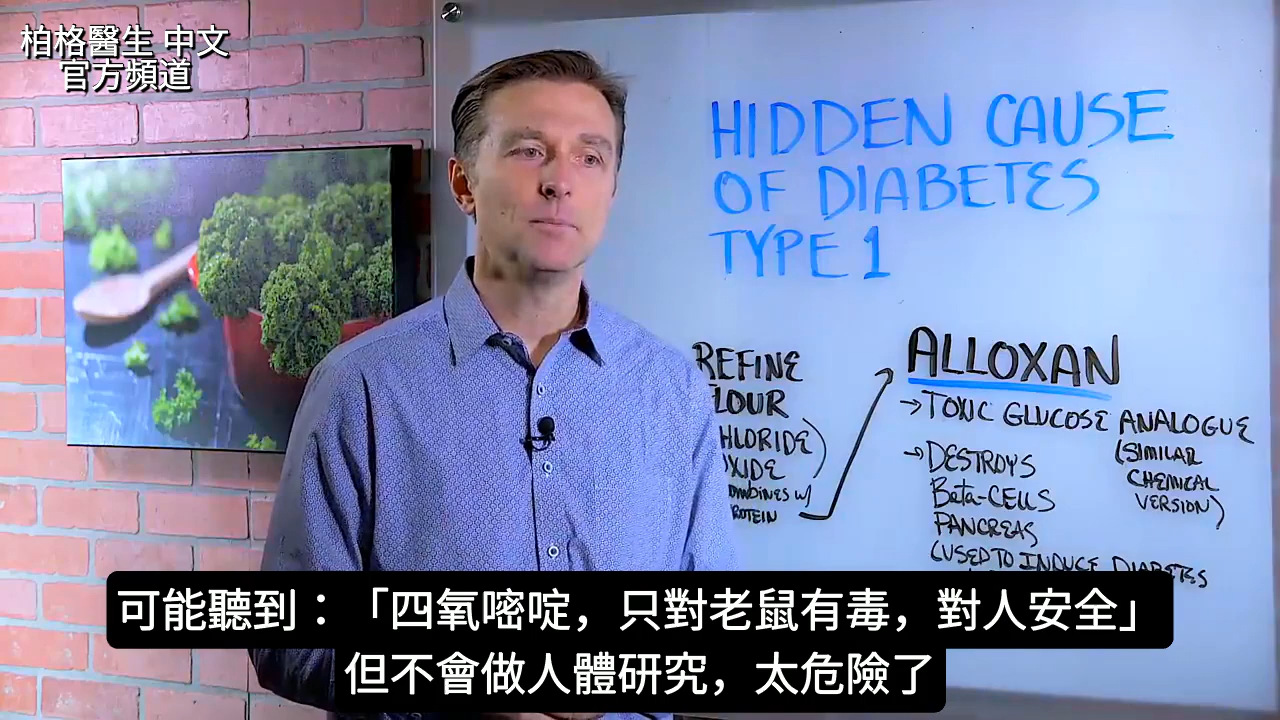 柏格醫生 中文
官方頻道
HIDDEN CAUSE
OF DIABETES
TYPE 1
REFINE
LOUR
HLORIDE)
XIDE
OMBINES w/
ROTEIN
ALLOXAN
→TOXIC GLUCOSE ANALOGUE
(SIMILAR
CHEMICAL
VERSION)
→DESTROYS
Beta-CELLS
PANCREAS
(USED TO INDUCE DIABETES
可能聽到：「四氧嘧啶，只對老鼠有毒，對人安全」
但不會做人體研究，太危險了